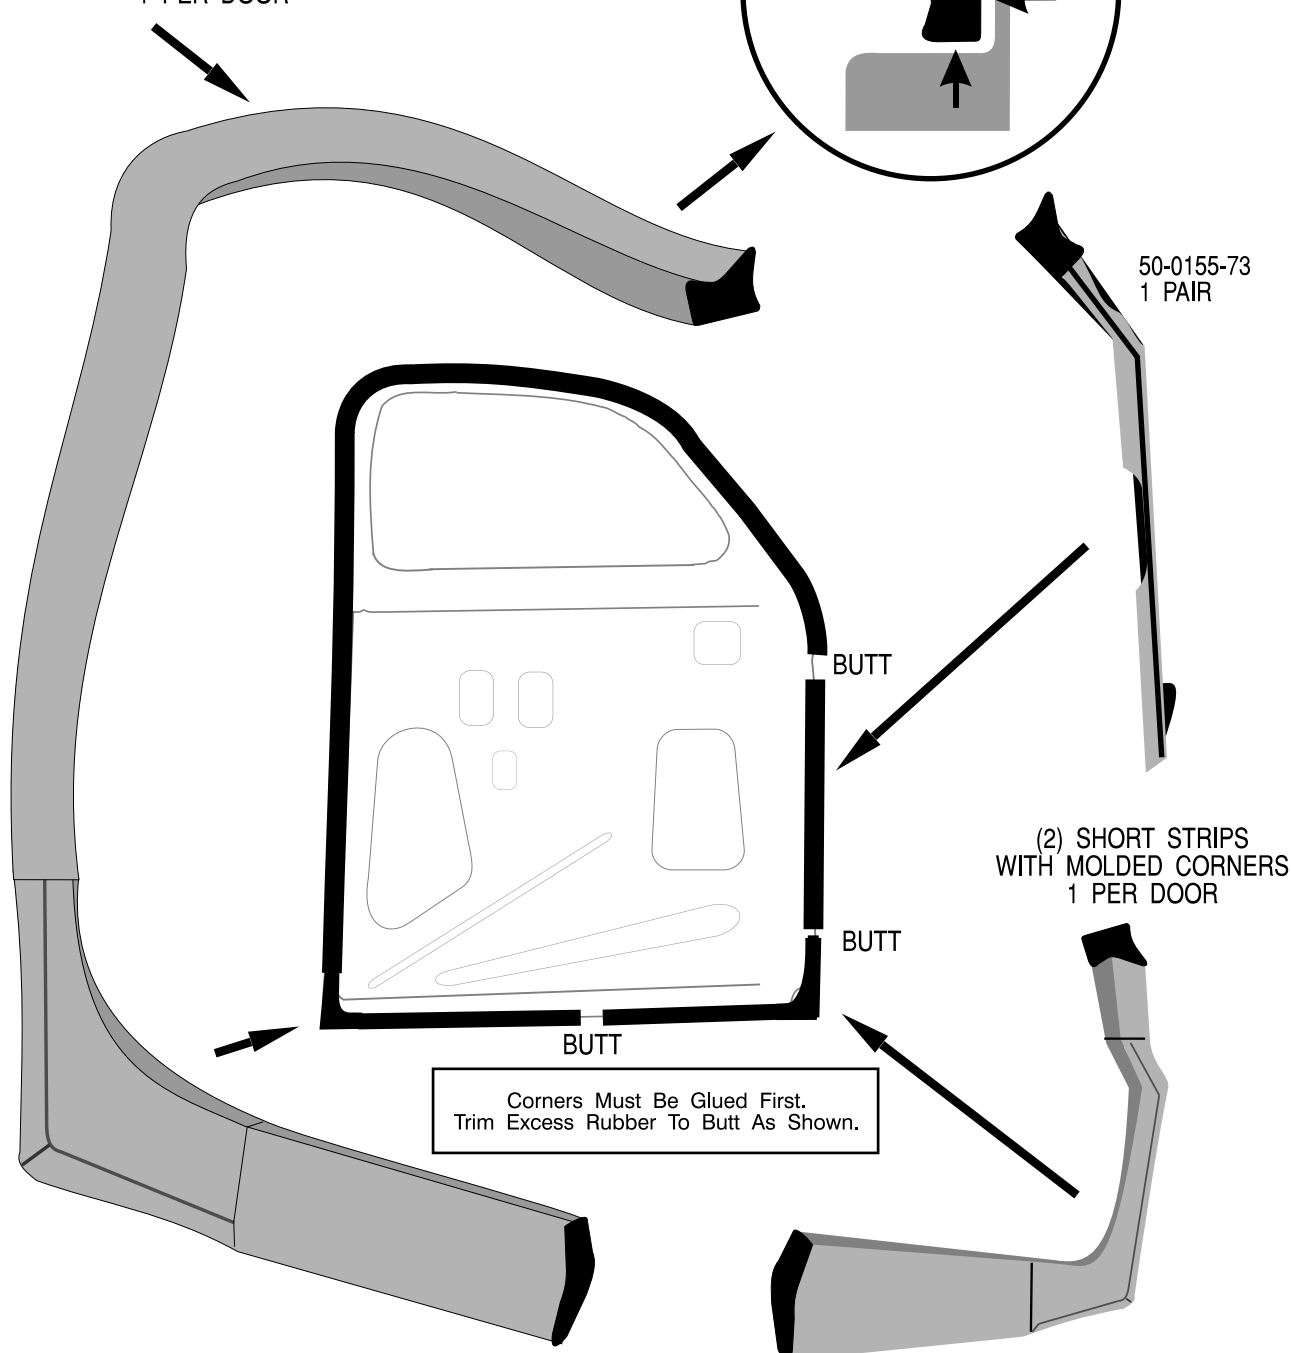 1 PER DOOR
50-0155-73
1 PAIR
BUTT
(2) SHORT STRIPS
WITH MOLDED CORNERS
1 PER DOOR
BUTT
BUTT
Corners Must Be Glued First.
Trim Excess Rubber To Butt As Shown.